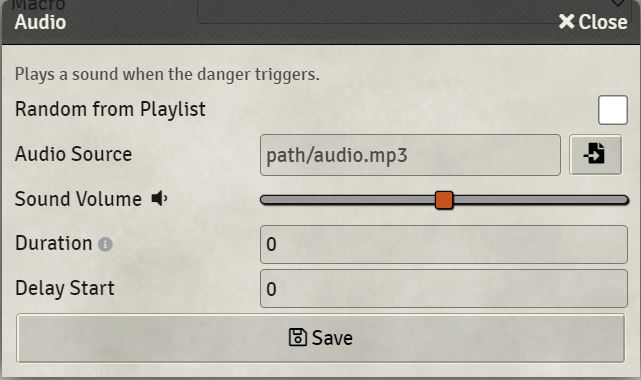 Macro
Audio
Close
Plays a sound when the danger triggers.
Random from Playlist
Audio Source
path/audio.mp3
Sound Volume
Duration
0
Delay Start
0
Save